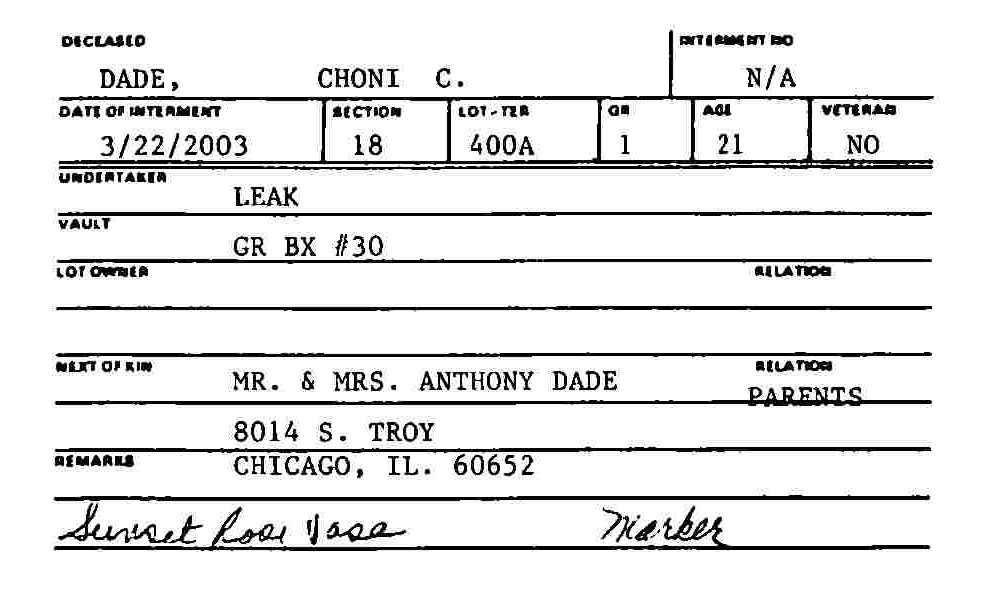 DECEASED INTERMENT NO
DADE, CHONI C. N/A
DATE OF INTERMENT SECTION LOT-TER GR AGE VETERAN
3/22/2003 18 400A 1 21 NO
UNDERTAKER
LEAK
VAULT
GR BX #30
LOT OWNER RELATION
NEXT OF KIN RELATION
MR. & MRS. ANTHONY DADE PARENTS
8014 S. TROY
REMARKS CHICAGO, IL. 60652
Sunset Rose Vase Marker